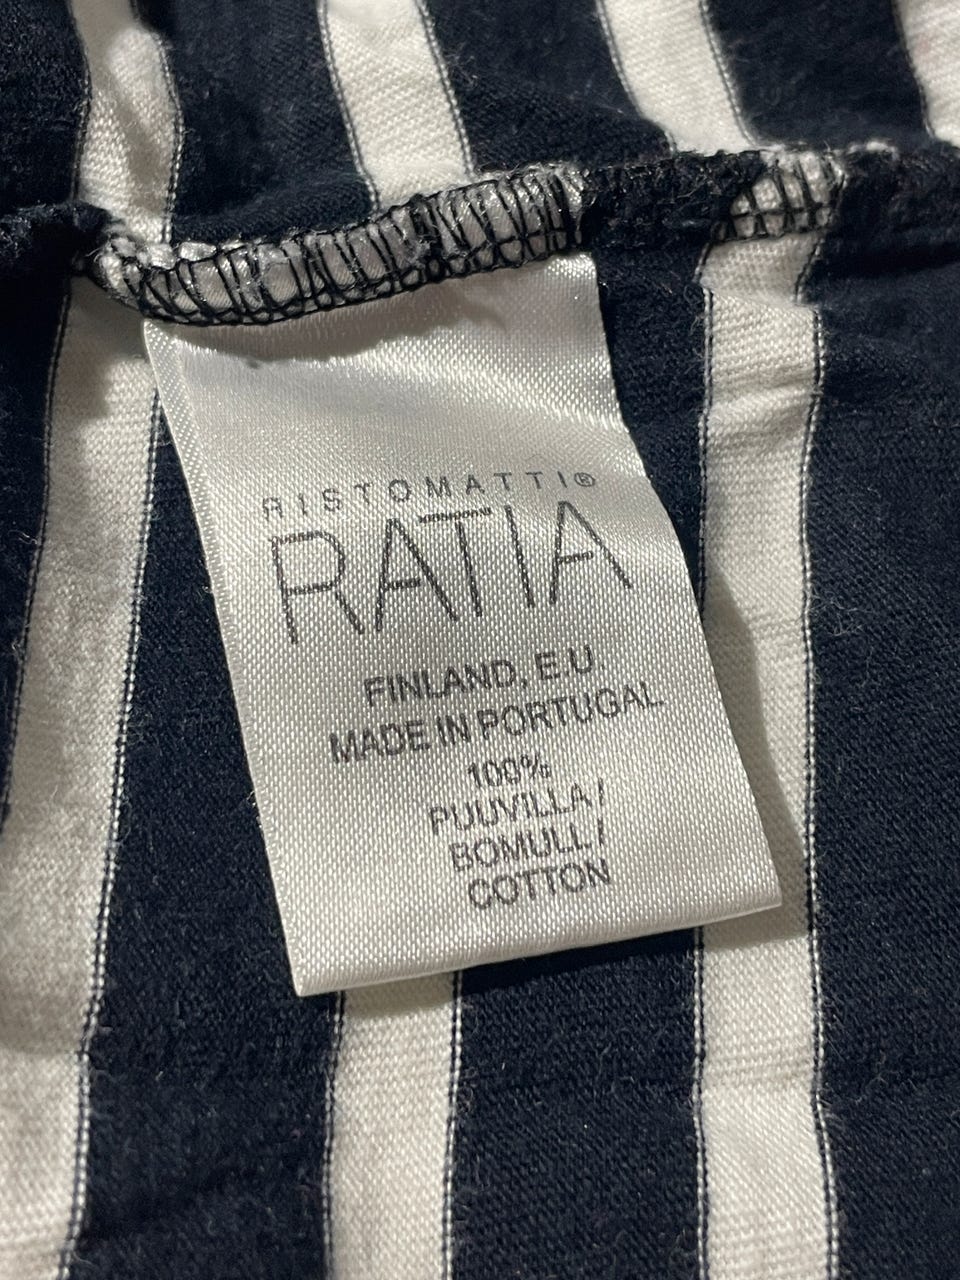 RISTOMATTI®
RATIA
FINLAND, E.U.
MADE IN PORTUGAL
100%
PUUVILLA/
BOMULL/
COTTON